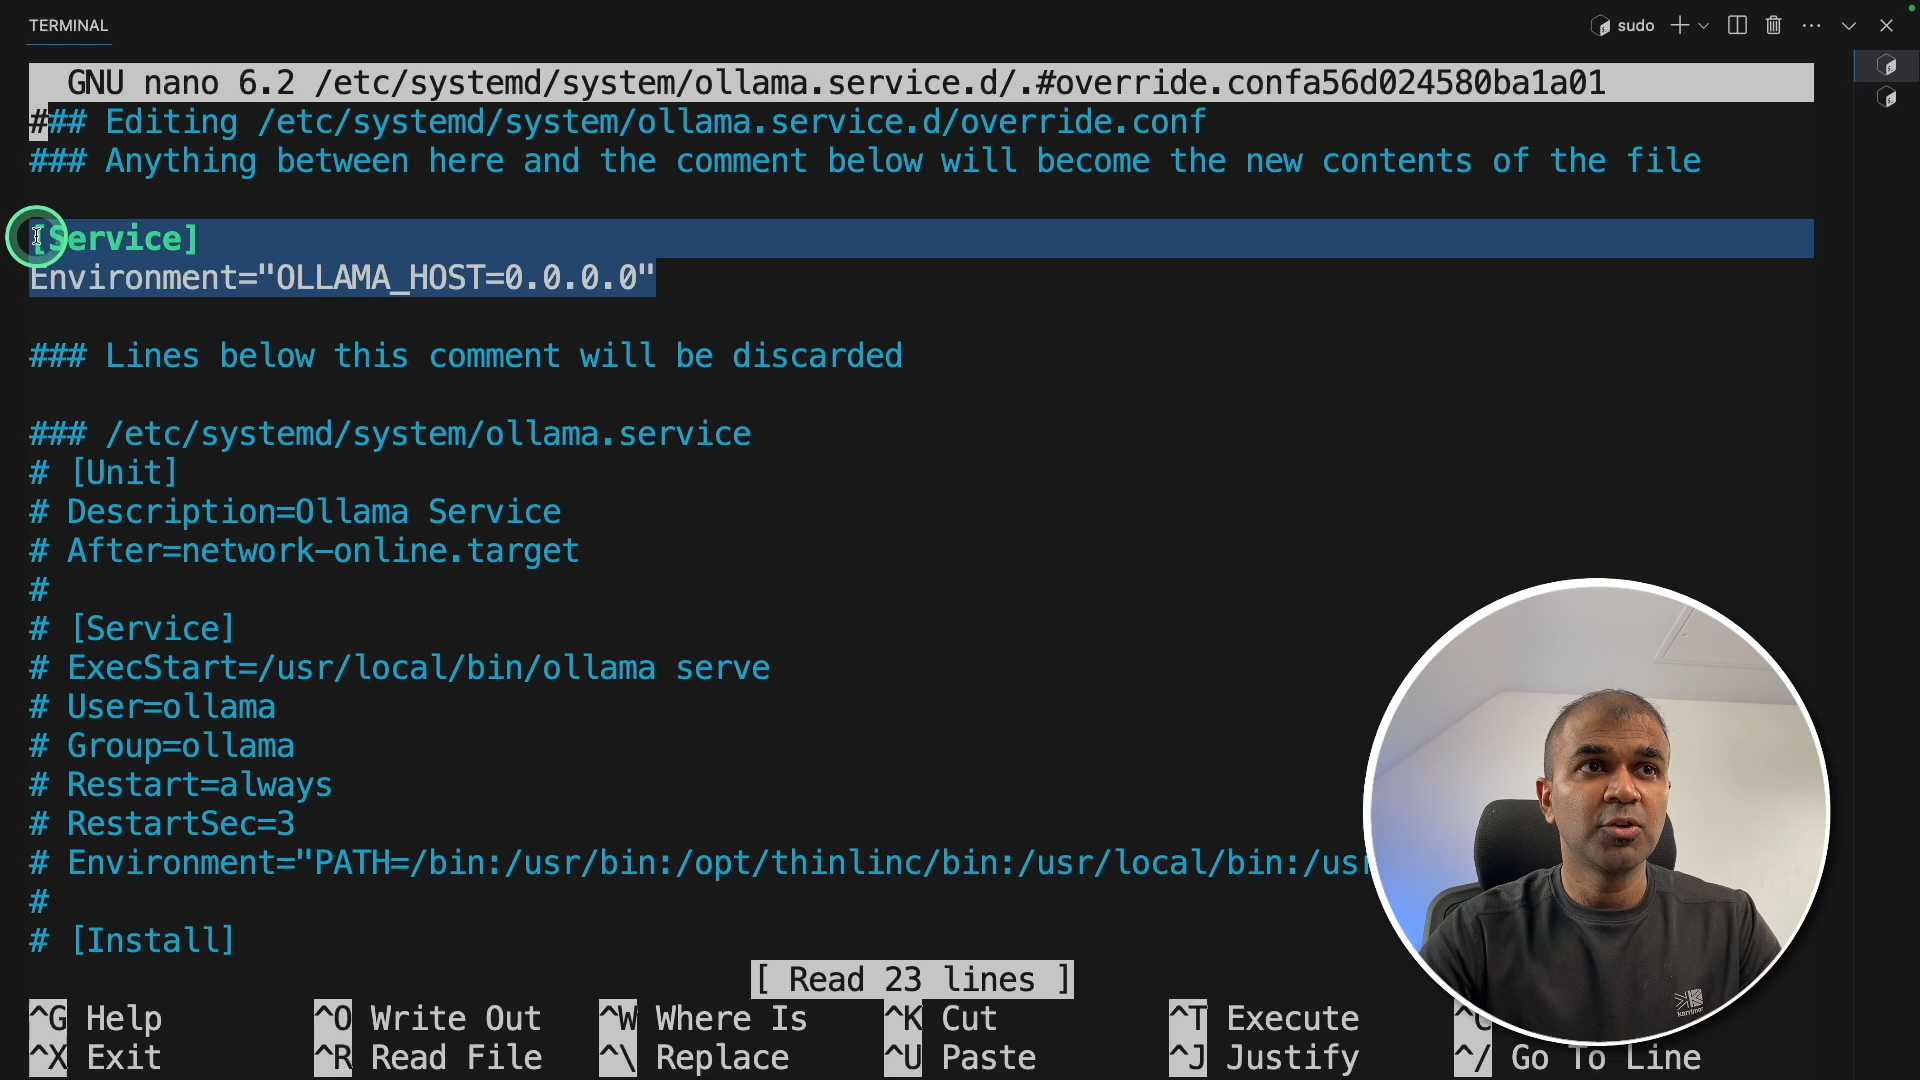 TERMINAL
sudo
GNU nano 6.2 /etc/systemd/system/ollama.service.d/.#override.confa56d024580ba1a01
### Editing /etc/systemd/system/ollama.service.d/override.conf
### Anything between here and the comment below will become the new contents of the file
[Service]
Environment="OLLAMA_HOST=0.0.0.0"
### Lines below this comment will be discarded
### /etc/systemd/system/ollama.service
# [Unit]
# Description=Ollama Service
# After=network-online.target
#
# [Service]
# ExecStart=/usr/local/bin/ollama serve
# User=ollama
# Group=ollama
# Restart=always
# RestartSec=3
# Environment="PATH=/bin:/usr/bin:/opt/thinlinc/bin:/usr/local/bin:/usr
#
# [Install]
[ Read 23 lines ]
^G Help ^O Write Out ^W Where Is ^K Cut ^T Execute ^C
^X Exit ^R Read File ^\ Replace ^U Paste ^J Justify ^/ Go To Line
karrimor